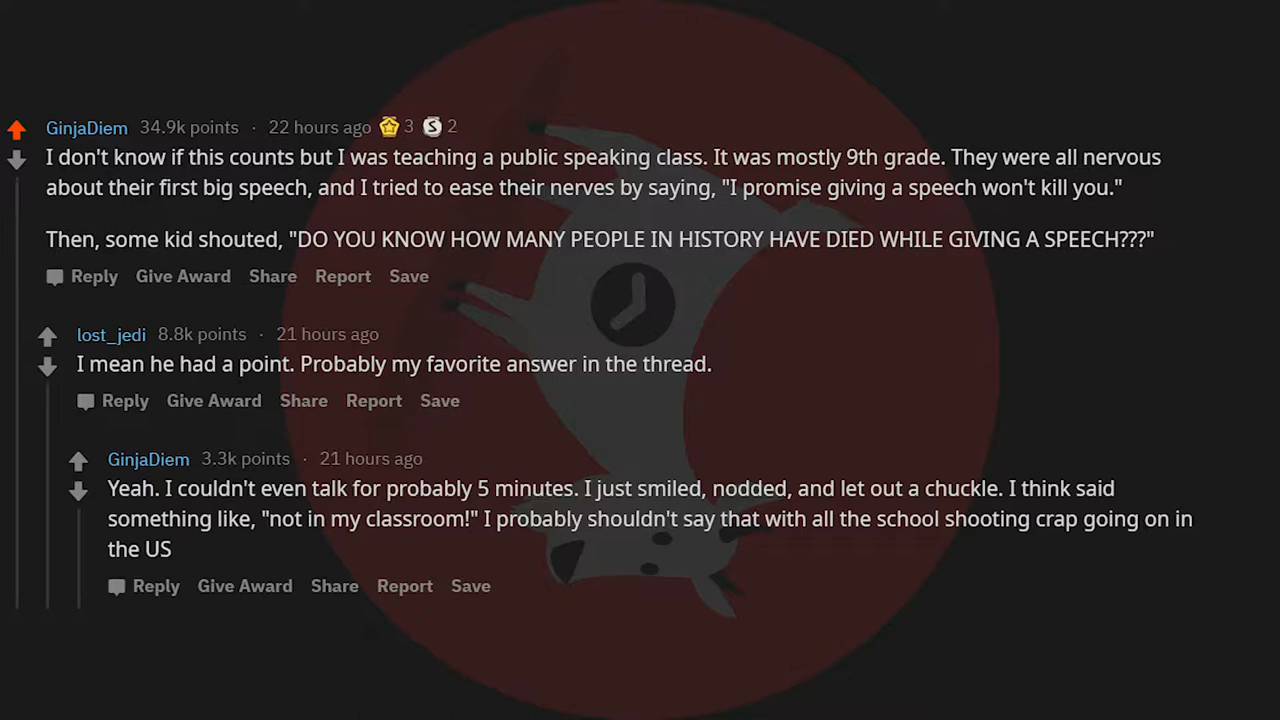 GinjaDiem 34.9k points · 22 hours ago 3 S 2
I don't know if this counts but I was teaching a public speaking class. It was mostly 9th grade. They were all nervous
about their first big speech, and I tried to ease their nerves by saying, "I promise giving a speech won't kill you."
Then, some kid shouted, "DO YOU KNOW HOW MANY PEOPLE IN HISTORY HAVE DIED WHILE GIVING A SPEECH???"
Reply Give Award Share Report Save
lost_jedi 8.8k points · 21 hours ago
I mean he had a point. Probably my favorite answer in the thread.
Reply Give Award Share Report Save
GinjaDiem 3.3k points · 21 hours ago
Yeah. I couldn't even talk for probably 5 minutes. I just smiled, nodded, and let out a chuckle. I think said
something like, "not in my classroom!" I probably shouldn't say that with all the school shooting crap going on in
the US
Reply Give Award Share Report Save